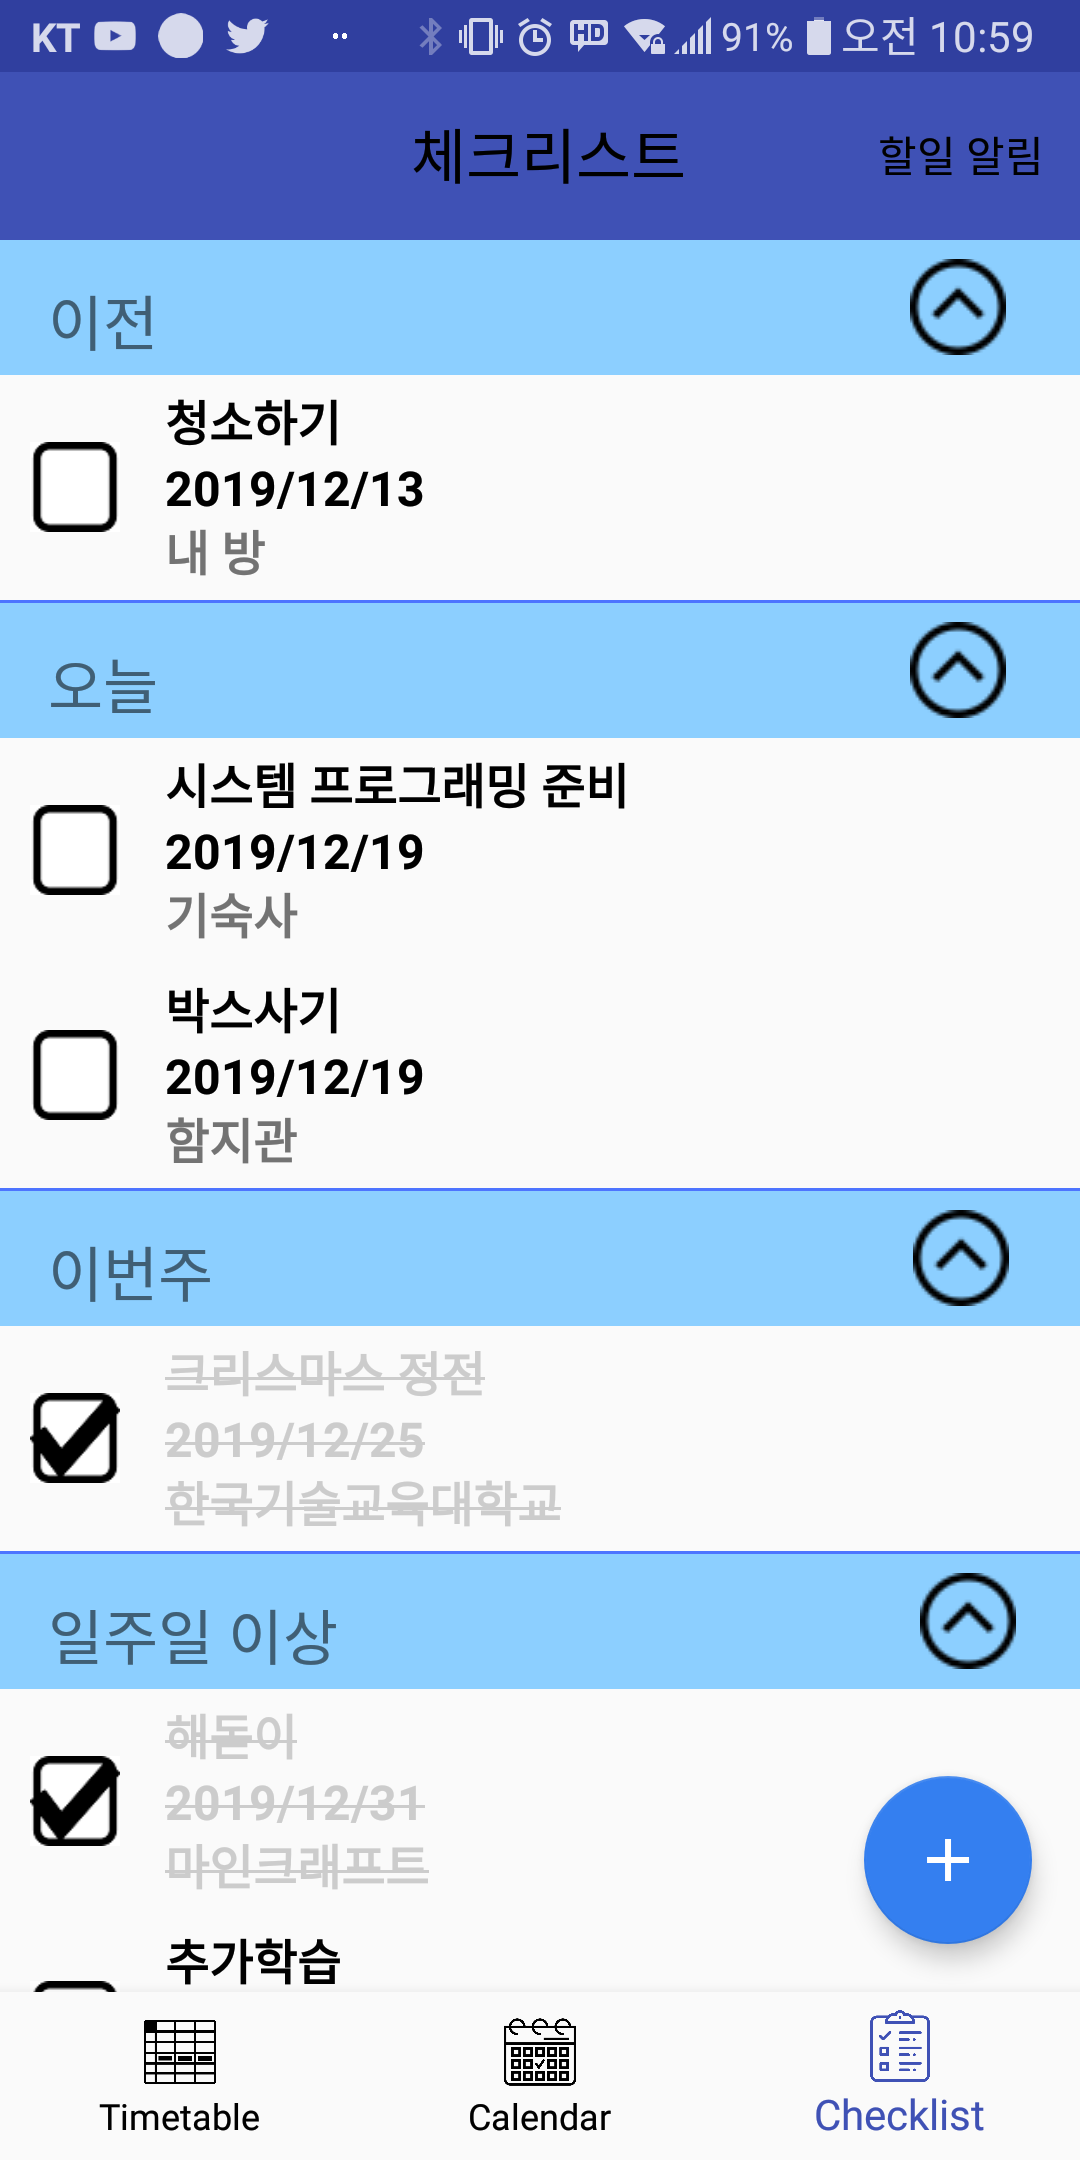 KT 91% 오전 10:59
체크리스트 할일 알림
이전
청소하기
2019/12/13
내 방
오늘
시스템 프로그래밍 준비
2019/12/19
기숙사
박스사기
2019/12/19
함지관
이번주
크리스마스 정전
2019/12/25
한국기술교육대학교
일주일 이상
해돋이
2019/12/31
마인크래프트
추가학습
Timetable Calendar Checklist